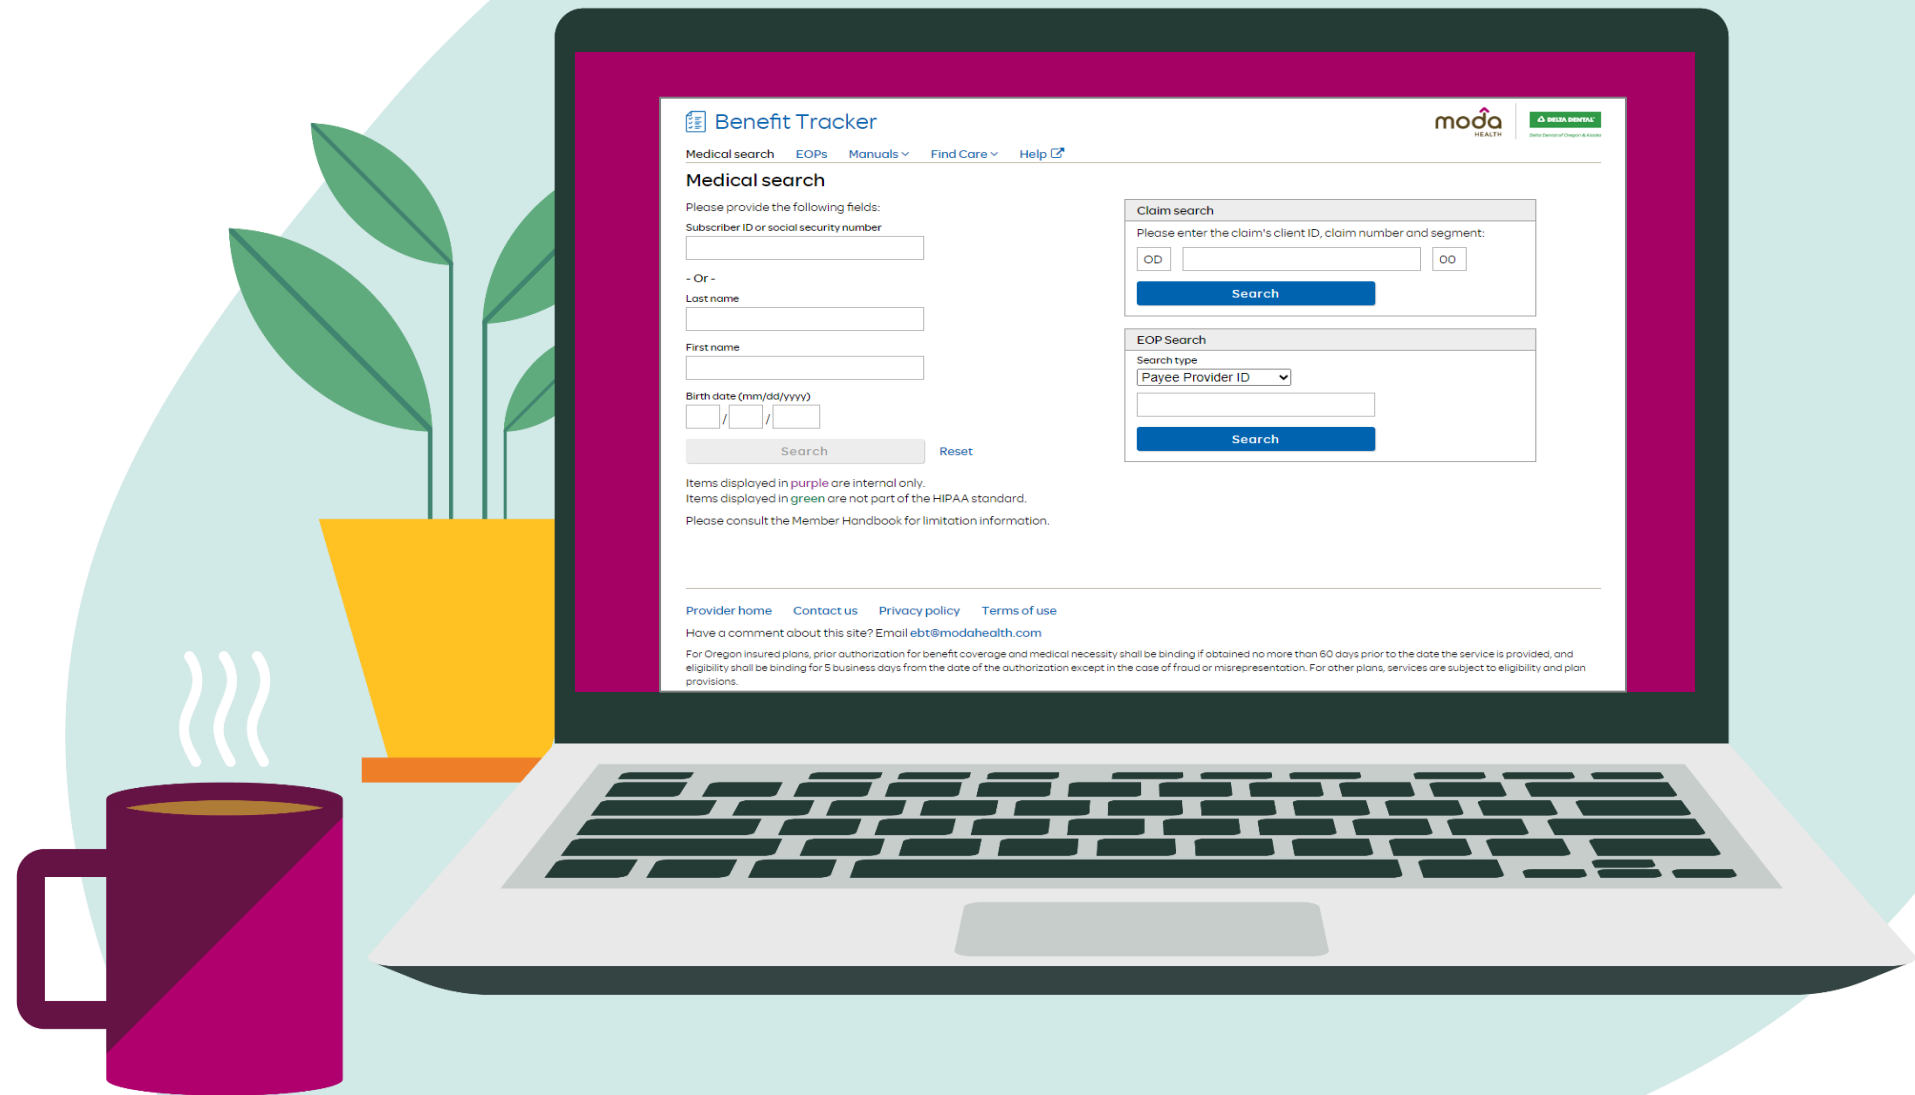 Benefit Tracker
moda
HEALTH
DELTA DENTAL
Delta Dental of Oregon & Alaska
Medical search EOPs Manuals Find Care Help
Medical search
Please provide the following fields:
Subscriber ID or social security number
- Or -
Last name
First name
Birth date (mm/dd/yyyy)
/ /
Search Reset
Items displayed in purple are internal only.
Items displayed in green are not part of the HIPAA standard.
Please consult the Member Handbook for limitation information.
Claim search
Please enter the claim's client ID, claim number and segment:
OD 00
Search
EOP Search
Search type
Payee Provider ID
Search
Provider home Contact us Privacy policy Terms of use
Have a comment about this site? Email ebt@modahealth.com
For Oregon insured plans, prior authorization for benefit coverage and medical necessity shall be binding if obtained no more than 60 days prior to the date the service is provided, and
eligibility shall be binding for 5 business days from the date of the authorization except in the case of fraud or misrepresentation. For other plans, services are subject to eligibility and plan
provisions.